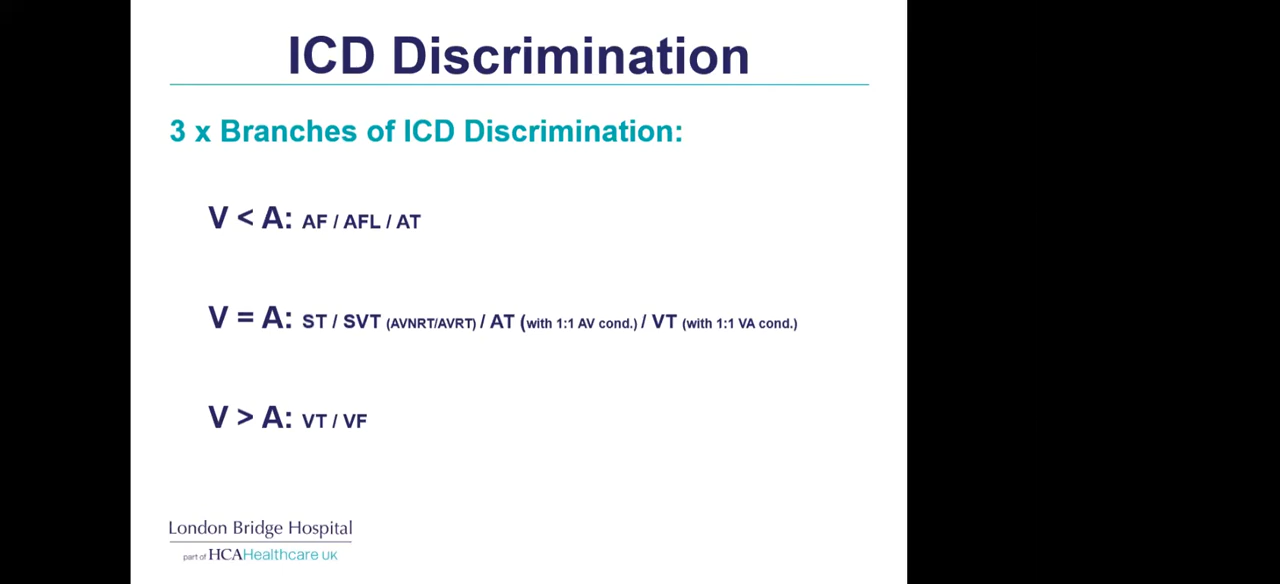 ICD Discrimination
3 x Branches of ICD Discrimination:
V < A: AF / AFL / AT
V = A: ST / SVT (AVNRT/AVRT) / AT (with 1:1 AV cond.) / VT (with 1:1 VA cond.)
V > A: VT / VF
London Bridge Hospital
part of HCAHealthcare UK